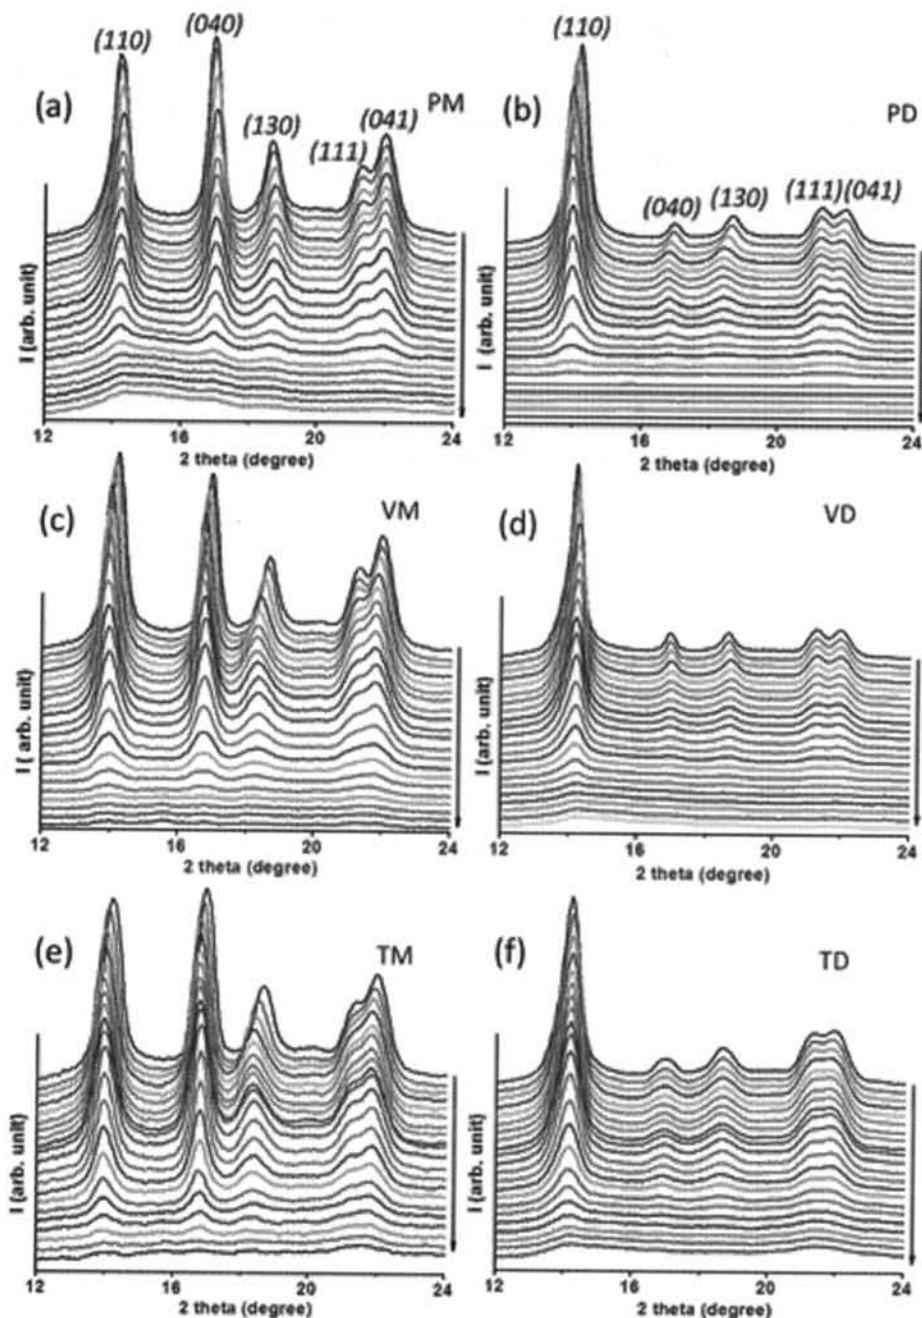 (110) (040) (110)
(a) PM (b) PD
(130) (041)
(111)
(040) (130) (111) (041)
I (arb. unit) I (arb. unit)
12 16 20 24 12 16 20 24
2 theta (degree) 2 theta (degree)
(c) VM (d) VD
I ( arb. unit) I (arb. unit)
12 16 20 24 12 16 20 24
2 theta (degree) 2 theta (degree)
(e) TM (f) TD
I (arb. unit) I (arb. unit)
12 16 20 24 12 16 20 24
2 theta (degree) 2 theta (degree)